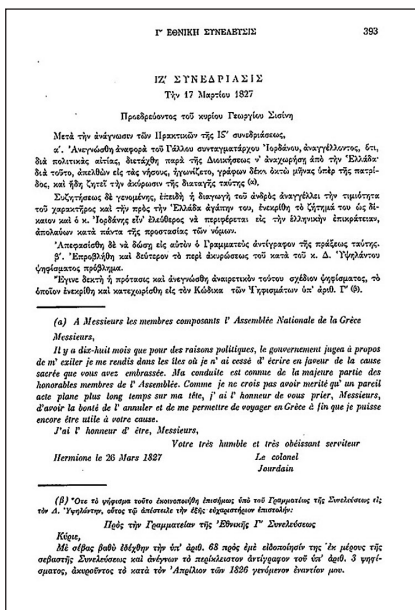 Γ' ΕΘΝΙΚΗ ΣΥΝΕΛΕΥΣΙΣ 393
ΙΖ' ΣΥΝΕΔΡΙΑΣΙΣ
Τὴν 17 Μαρτίου 1827
Προεδρεύοντος τοῦ κυρίου Γεωργίου Σισίνη
Μετὰ τὴν ἀνάγνωσιν τῶν Πρακτικῶν τῆς ΙϚ' συνεδριάσεως,
α'. Ἀνεγνώσθη ἀναφορὰ τοῦ Γάλλου συνταγματάρχου Ἰορδάνου, ἀναγγέλλοντος, ὅτι,
διὰ πολιτικὰς αἰτίας, διετάχθη παρὰ τῆς Διοικήσεως ν' ἀναχωρήση ἀπὸ τὴν Ἑλλάδα·
διὰ τοῦτο, ἀπελθὼν εἰς τὰς νήσους, ἠγωνίζετο, γράφων δέκα ὀκτὼ μῆνας ὑπὲρ τῆς πατρί-
δος, καὶ ἤδη ζητεῖ τὴν ἀκύρωσιν τῆς διαταγῆς ταύτης (α).
Συζητήσεως δὲ γενομένης, ἐπειδὴ ἡ διαγωγὴ τοῦ ἀνδρὸς ἀναγγέλλει τὴν τιμιότητα
τοῦ χαρακτῆρος καὶ τὴν πρὸς τὴν Ἑλλάδα ἀγάπην του, ἐνεκρίθη τὸ ζήτημά του ὡς δί-
καιον καὶ ὁ κ. Ἰορδάνης εἶν' ἐλεύθερος νὰ περιφέρεται εἰς τὴν ἑλληνικὴν ἐπικράτειαν,
ἀπολαύων κατὰ πάντα τῆς προστασίας τῶν νόμων.
Ἀπεφασίσθη δὲ νὰ δώση εἰς αὐτὸν ὁ Γραμματεὺς ἀντίγραφον τῆς πράξεως ταύτης.
β'. Ἐπροβλήθη καὶ δεύτερον τὸ περὶ ἀκυρώσεως τοῦ κατὰ τοῦ κ. Δ. Ὑψηλάντου
ψηφίσματος πρόβλημα.
Ἔγινε δεκτὴ ἡ πρότασις καὶ ἀνεγνώσθη ἀναιρετικὸν τούτου σχέδιον ψηφίσματος, τὸ
ὁποῖον ἐνεκρίθη καὶ κατεχωρίσθη εἰς τὸν Κώδικα τῶν Ψηφισμάτων ὑπ' ἀριθ. Γ' (β).
(α) A Messieurs les membres composants l' Assemblée Nationale de la Grèce
Messieurs,
Il y a dix-huit mois que pour des raisons politiques, le gouvernement jugea à propos
de m' exiler je me rendis dans les îles où je n' ai cessé d' écrire en javeur de la cause
sacrée que vous avez embrassée. Ma conduite est connue de la majeure partie des
honorables membres de l' Assemblée. Comme je ne crois pas avoir merité qu' un pareil
acte plane plus long temps sur ma tête, j' ai l' honneur de vous prier, Messieurs,
d'avoir la bonté de l' annuler et de me permettre de voyager en Grèce à fin que je puisse
encore être utile à votre cause.
J'ai l' honneur d' être, Messieurs,
Votre très humble et très obéissant serviteur
Hermione le 26 Mars 1827 Le colonel
Jourdain
(β) Ὅτε τὸ ψήφισμα τοῦτο ἐκοινοποιήθη ἐπισήμως ὑπὸ τοῦ Γραμματέως τῆς Συνελεύσεως εἰς
τὸν Δ. Ὑψηλάντην, οὗτος τῷ ἀπέστειλε τὴν ἑξῆς εὐχαριστήριον ἐπιστολήν:
Πρὸς τὴν Γραμματείαν τῆς Ἐθνικῆς Γ' Συνελεύσεως
Κύριε,
Μὲ σέβας βαθὺ ἐδέχθην τὴν ὑπ' ἀριθ. 68 πρὸς ἐμὲ εἰδοποίησίν της ἐκ μέρους τῆς
σεβαστῆς Συνελεύσεως καὶ ἀνέγνων τὸ περίκλειστον ἀντίγραφον τοῦ ὑπ' ἀριθ. 3 ψηφί-
σματος, ἀκυροῦντος τὸ κατὰ τὸν Ἀπρίλιον τῶν 1826 γενόμενον ἐναντίον μου.